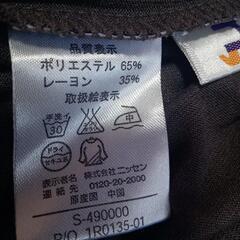 品質表示
ポリエステル 65%
レーヨン 35%
取扱絵表示
手洗イ 30 中
ドライ セキユ系
表示者名 株式会社ニッセン
連絡先 0120-20-2000
原産国 中国
S-490000
P/O 1R0135-01